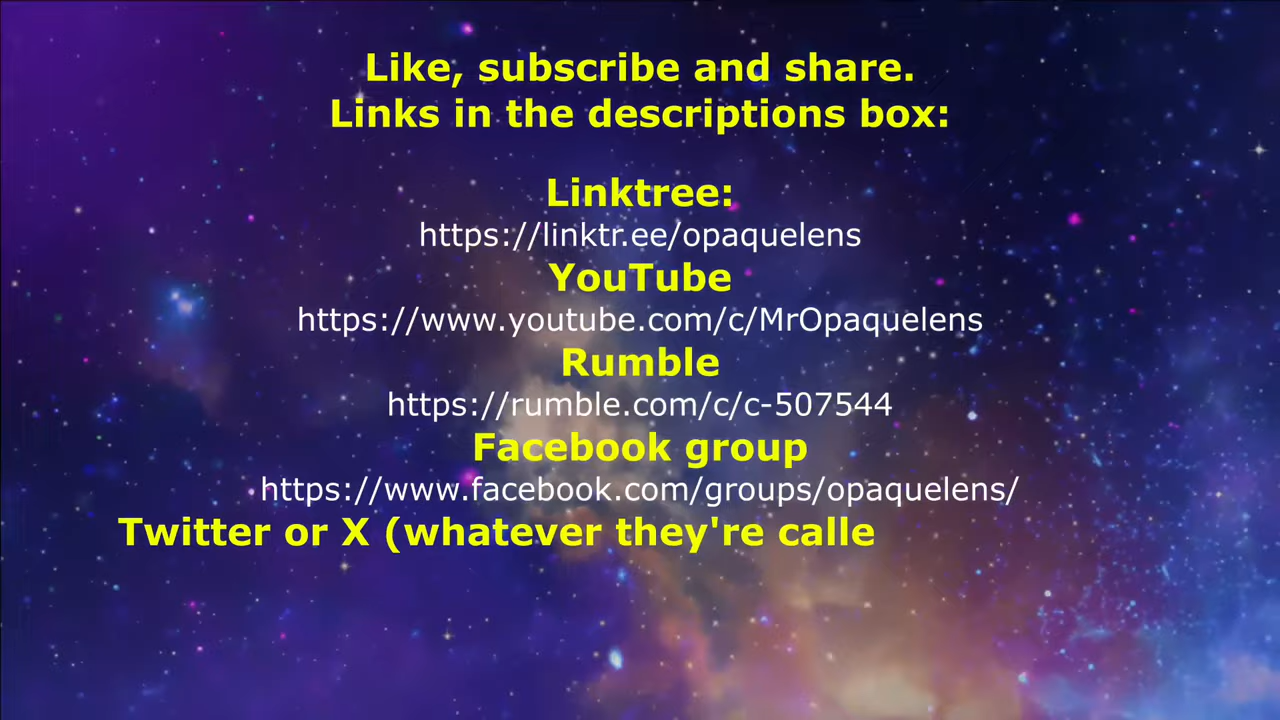 Like, subscribe and share.
Links in the descriptions box:
Linktree:
https://linktr.ee/opaquelens
YouTube
https://www.youtube.com/c/MrOpaquelens
Rumble
https://rumble.com/c/c-507544
Facebook group
https://www.facebook.com/groups/opaquelens/
Twitter or X (whatever they're calle